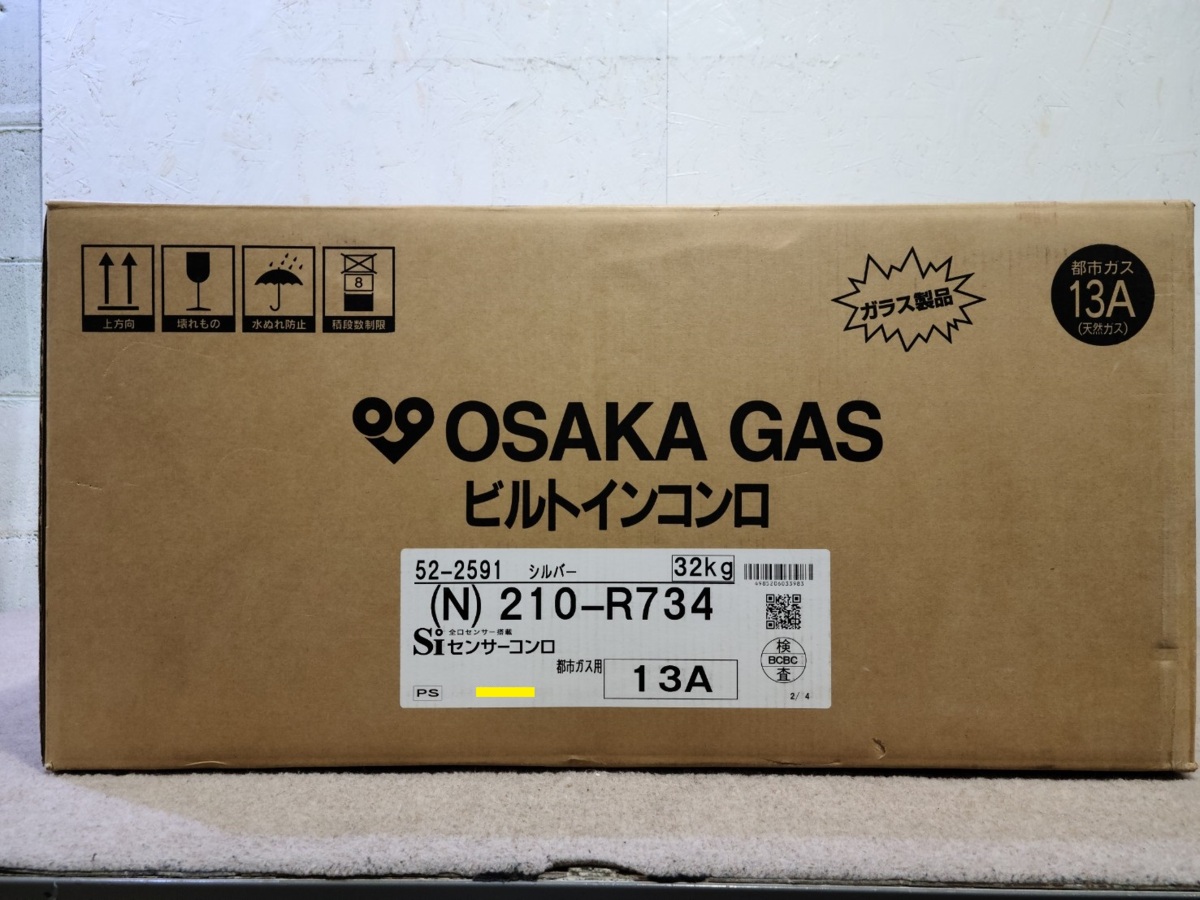 上方向
壊れもの
水ぬれ防止
8
積段数制限
ガラス製品
都市ガス
13A
(天然ガス)
OSAKA GAS
ビルトインコンロ
52-2591 シルバー 32kg
4985206033983
(N) 210-R734
Si 全口センサー搭載
センサーコンロ
検
BCBC
査
都市ガス用 13A
PS
2/ 4